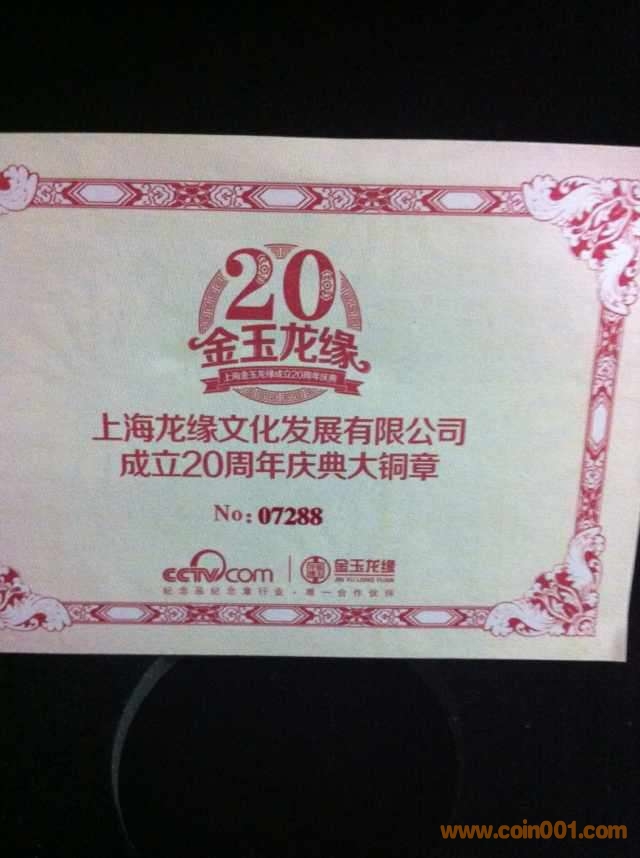 20
金玉龙缘
上海金玉龙缘成立20周年庆典
上海龙缘文化发展有限公司
成立20周年庆典大铜章
No: 07288
CCTV.com
金玉龙缘
JIN YU LONG YUAN
纪念品纪念章行业·唯一合作伙伴
www.coin001.com